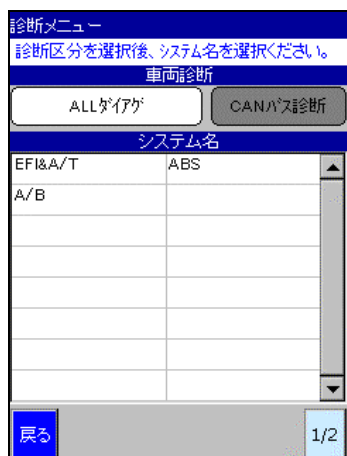 診断メニュー
診断区分を選択後、ｼｽﾃﾑ名を選択ください。
車両診断
ALLﾀﾞｲｱｸﾞ CANﾊﾞｽ診断
システム名
EFI&A/T ABS
A/B
戻る 1/2